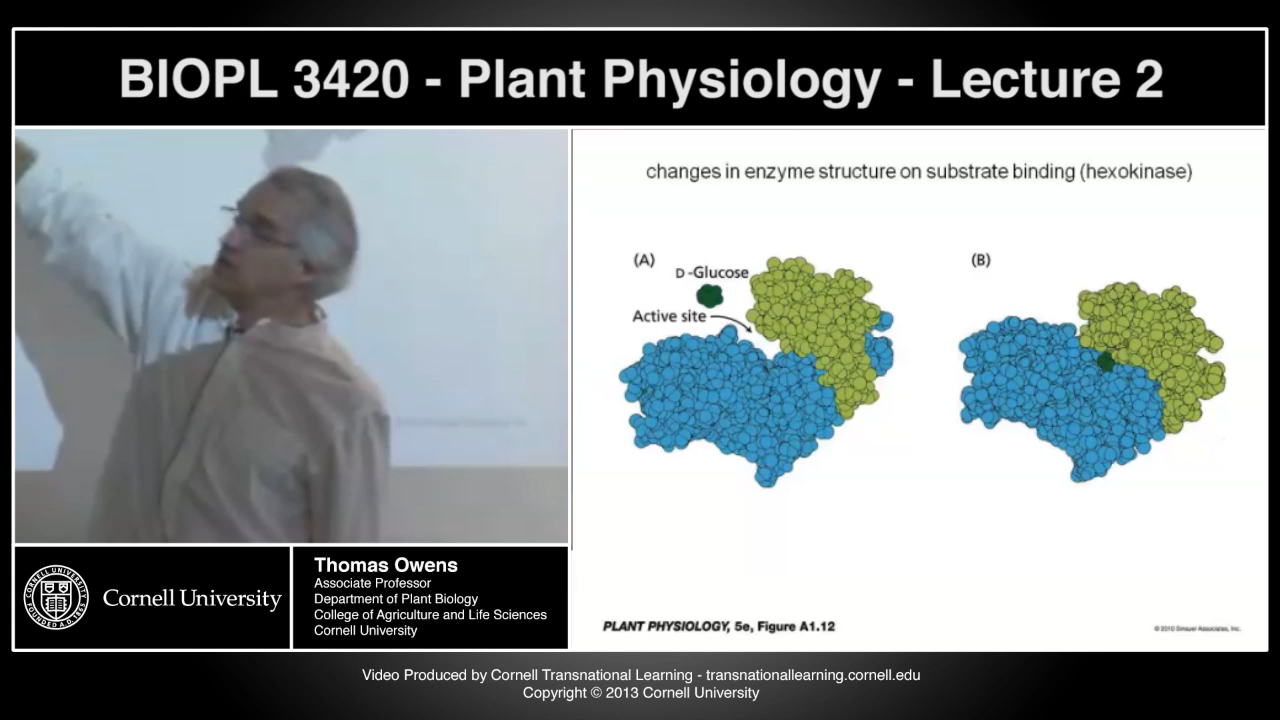 BIOPL 3420 - Plant Physiology - Lecture 2
changes in enzyme structure on substrate binding (hexokinase)
(A)
D-Glucose
Active site
(B)
PLANT PHYSIOLOGY, 5e, Figure A1.12
© 2010 Sinauer Associates, Inc.
Cornell University
Thomas Owens
Associate Professor
Department of Plant Biology
College of Agriculture and Life Sciences
Cornell University
Video Produced by Cornell Transnational Learning - transnationallearning.cornell.edu
Copyright © 2013 Cornell University